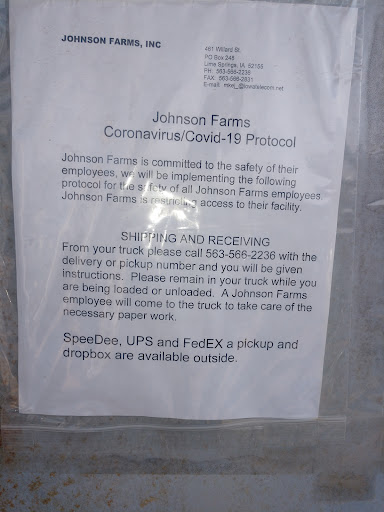 JOHNSON FARMS, INC
461 Willard St.
PO Box 248
Lime Springs, IA 52155
PH: 563-566-2236
FAX: 563-566-2831
E-mail:
Johnson Farms
Coronavirus/Covid-19 Protocol
Johnson Farms is committed to the safety of their
employees, we will be implementing the following
protocol for the safety of all Johnson Farms employees.
Johnson Farms is restricting access to their facility.
SHIPPING AND RECEIVING
From your truck please call 563-566-2236 with the
delivery or pickup number and you will be given
instructions. Please remain in your truck while you
are being loaded or unloaded. A Johnson Farms
employee will come to the truck to take care of the
necessary paper work.
SpeeDee, UPS and FedEX a pickup and
dropbox are available outside.